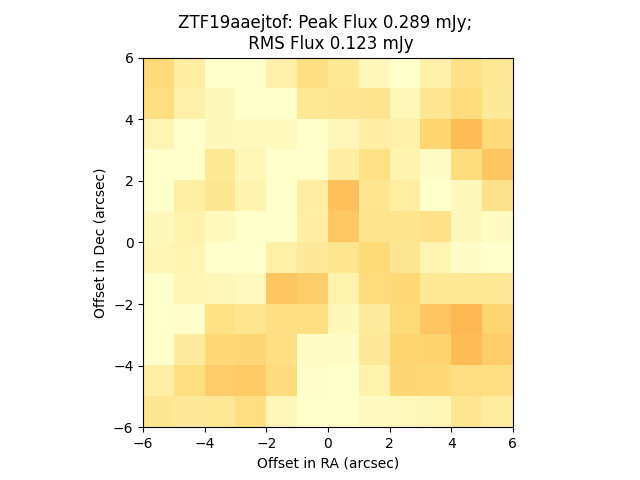 ZTF19aaejtof: Peak Flux 0.289 mJy;
RMS Flux 0.123 mJy
6
4
2
0
−2
−4
−6
Offset in Dec (arcsec)
−6 −4 −2 0 2 4 6
Offset in RA (arcsec)